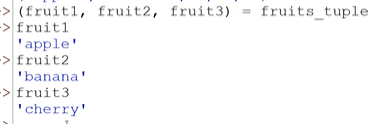 >> (fruit1, fruit2, fruit3) = fruits_tuple
>> fruit1
'apple'
>> fruit2
'banana'
>> fruit3
'cherry'